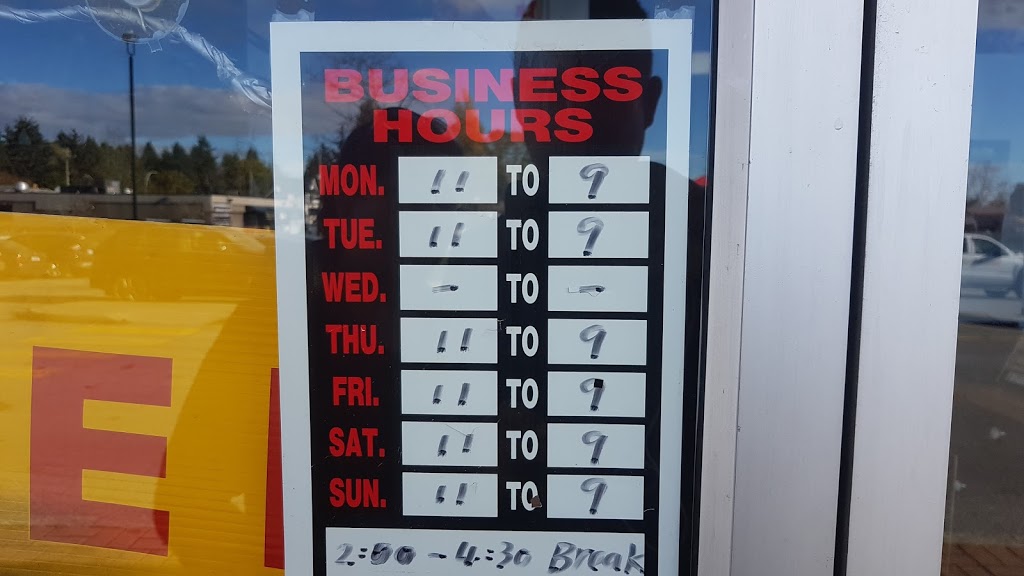 BUSINESS
HOURS
MON. 11 TO 9
TUE. 11 TO 9
WED. - TO -
THU. 11 TO 9
FRI. 11 TO 9
SAT. 11 TO 9
SUN. 11 TO 9
2:00 - 4:30 Break
E